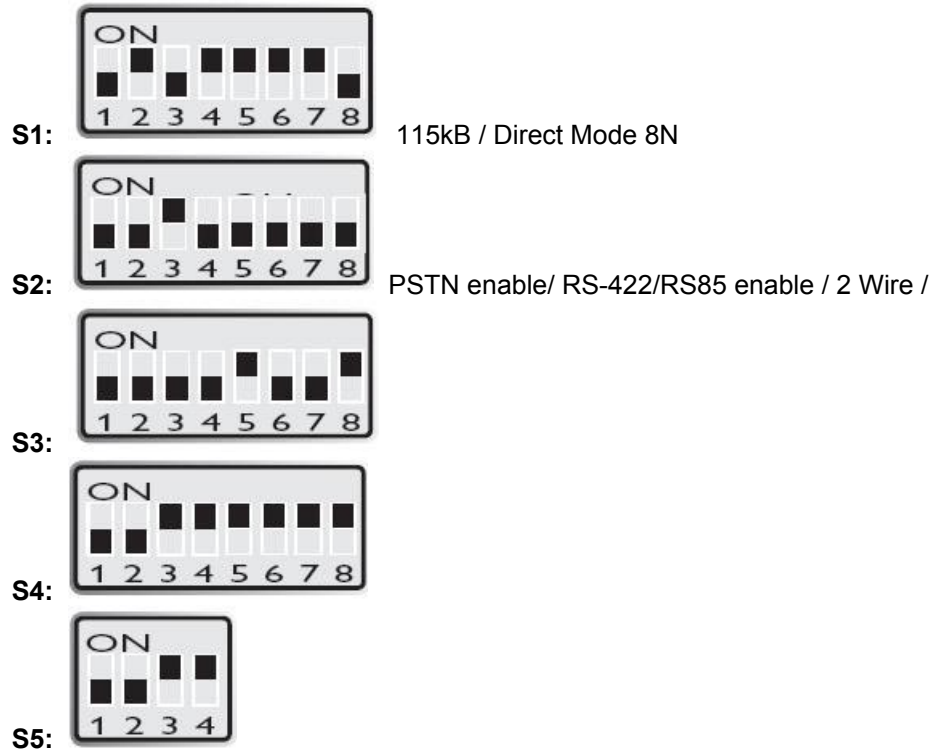 ON
1 2 3 4 5 6 7 8
S1: 115kB / Direct Mode 8N
ON
1 2 3 4 5 6 7 8
S2: PSTN enable/ RS-422/RS85 enable / 2 Wire /
ON
1 2 3 4 5 6 7 8
S3:
ON
1 2 3 4 5 6 7 8
S4:
ON
1 2 3 4
S5: